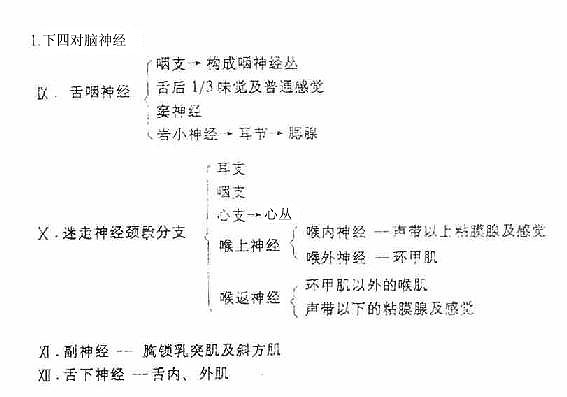 1.下四对脑神经
咽支→构成咽神经丛
Ⅸ.舌咽神经 舌后1/3味觉及普通感觉
窦神经
岩小神经→耳节→腮腺
耳支
咽支
心支→心丛
Ⅹ.迷走神经颈段分支
喉上神经 喉内神经—声带以上粘膜腺及感觉
喉外神经—环甲肌
喉返神经 环甲肌以外的喉肌
声带以下的粘膜腺及感觉
Ⅺ.副神经—胸锁乳突肌及斜方肌
Ⅻ.舌下神经—舌内、外肌